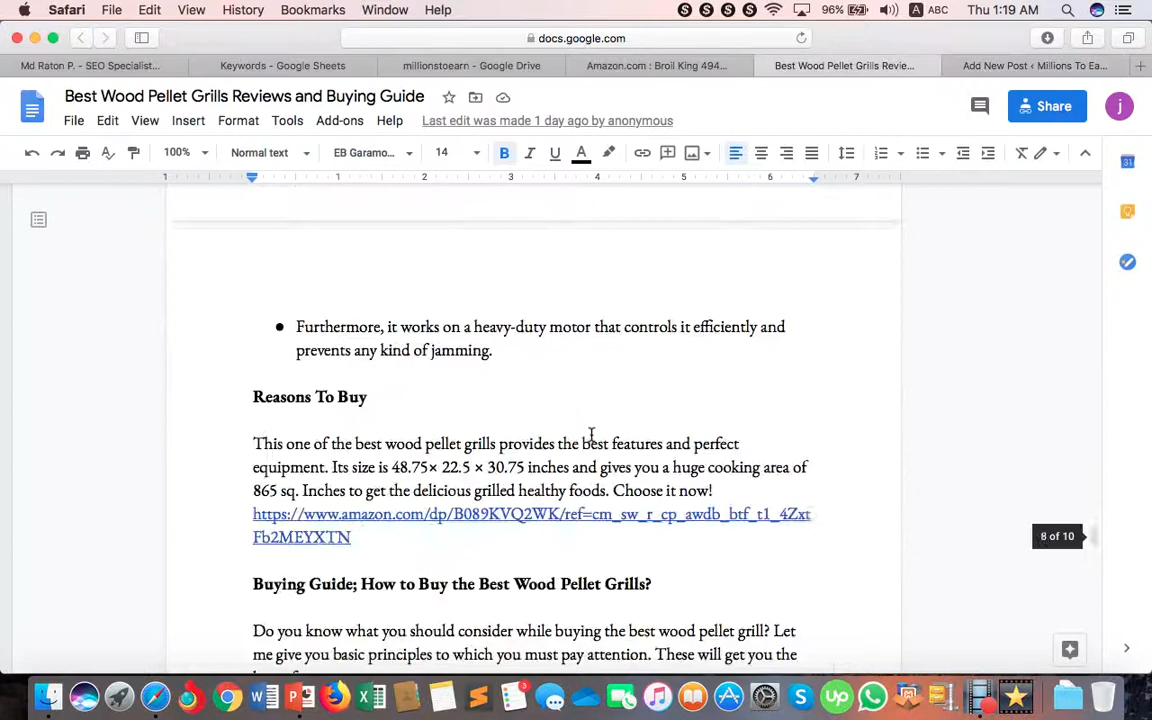 Safari File Edit View History Bookmarks Window Help 96% A ABC Thu 1:19 AM
docs.google.com
Md Raton P. - SEO Specialist... Keywords - Google Sheets millionstoearn - Google Drive Amazon.com : Broil King 494... Best Wood Pellet Grills Revie... Add New Post ‹ Millions To Ea...
Best Wood Pellet Grills Reviews and Buying Guide
File Edit View Insert Format Tools Add-ons Help Last edit was made 1 day ago by anonymous
Share
j
100% Normal text EB Garamo... 14 B I U A
1 1 2 3 4 5 6 7
31
● Furthermore, it works on a heavy-duty motor that controls it efficiently and
prevents any kind of jamming.
Reasons To Buy
This one of the best wood pellet grills provides the best features and perfect
equipment. Its size is 48.75× 22.5 × 30.75 inches and gives you a huge cooking area of
865 sq. Inches to get the delicious grilled healthy foods. Choose it now!
https://www.amazon.com/dp/B089KVQ2WK/ref=cm_sw_r_cp_awdb_btf_t1_4Zxt
Fb2MEYXTN
8 of 10
Buying Guide; How to Buy the Best Wood Pellet Grills?
Do you know what you should consider while buying the best wood pellet grill? Let
me give you basic principles to which you must pay attention. These will get you the